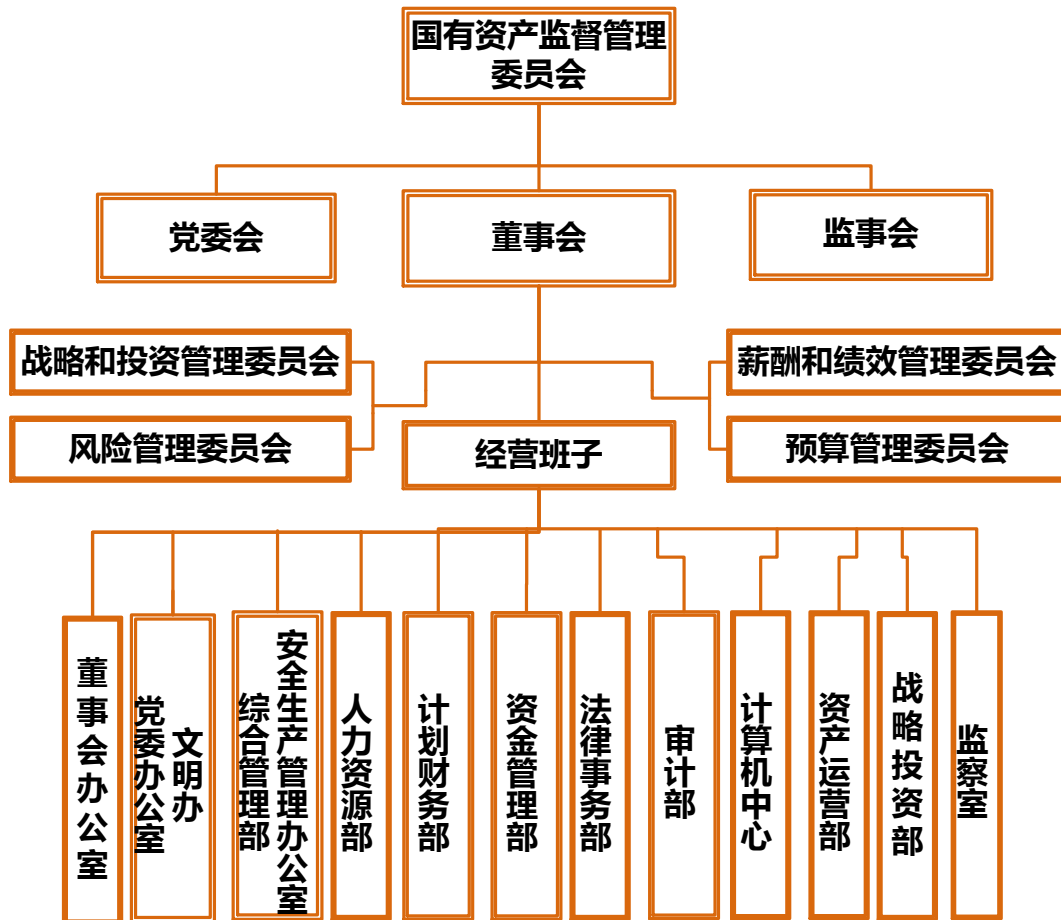 国有资产监督管理
委员会
党委会
董事会
监事会
战略和投资管理委员会
薪酬和绩效管理委员会
风险管理委员会
经营班子
预算管理委员会
董事会办公室
党委办公室
文明办
综合管理部
安全生产管理办公室
人力资源部
计划财务部
资金管理部
法律事务部
审计部
计算机中心
资产运营部
战略投资部
监察室